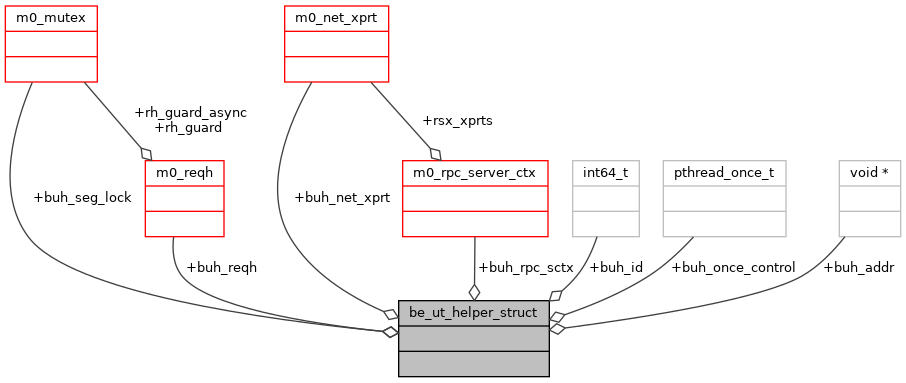 m0_mutex
m0_net_xprt
+rh_guard_async
+rh_guard
+rsx_xprts
m0_reqh
m0_rpc_server_ctx
int64_t
pthread_once_t
void *
+buh_seg_lock
+buh_net_xprt
+buh_reqh
+buh_rpc_sctx
+buh_id
+buh_once_control
+buh_addr
be_ut_helper_struct